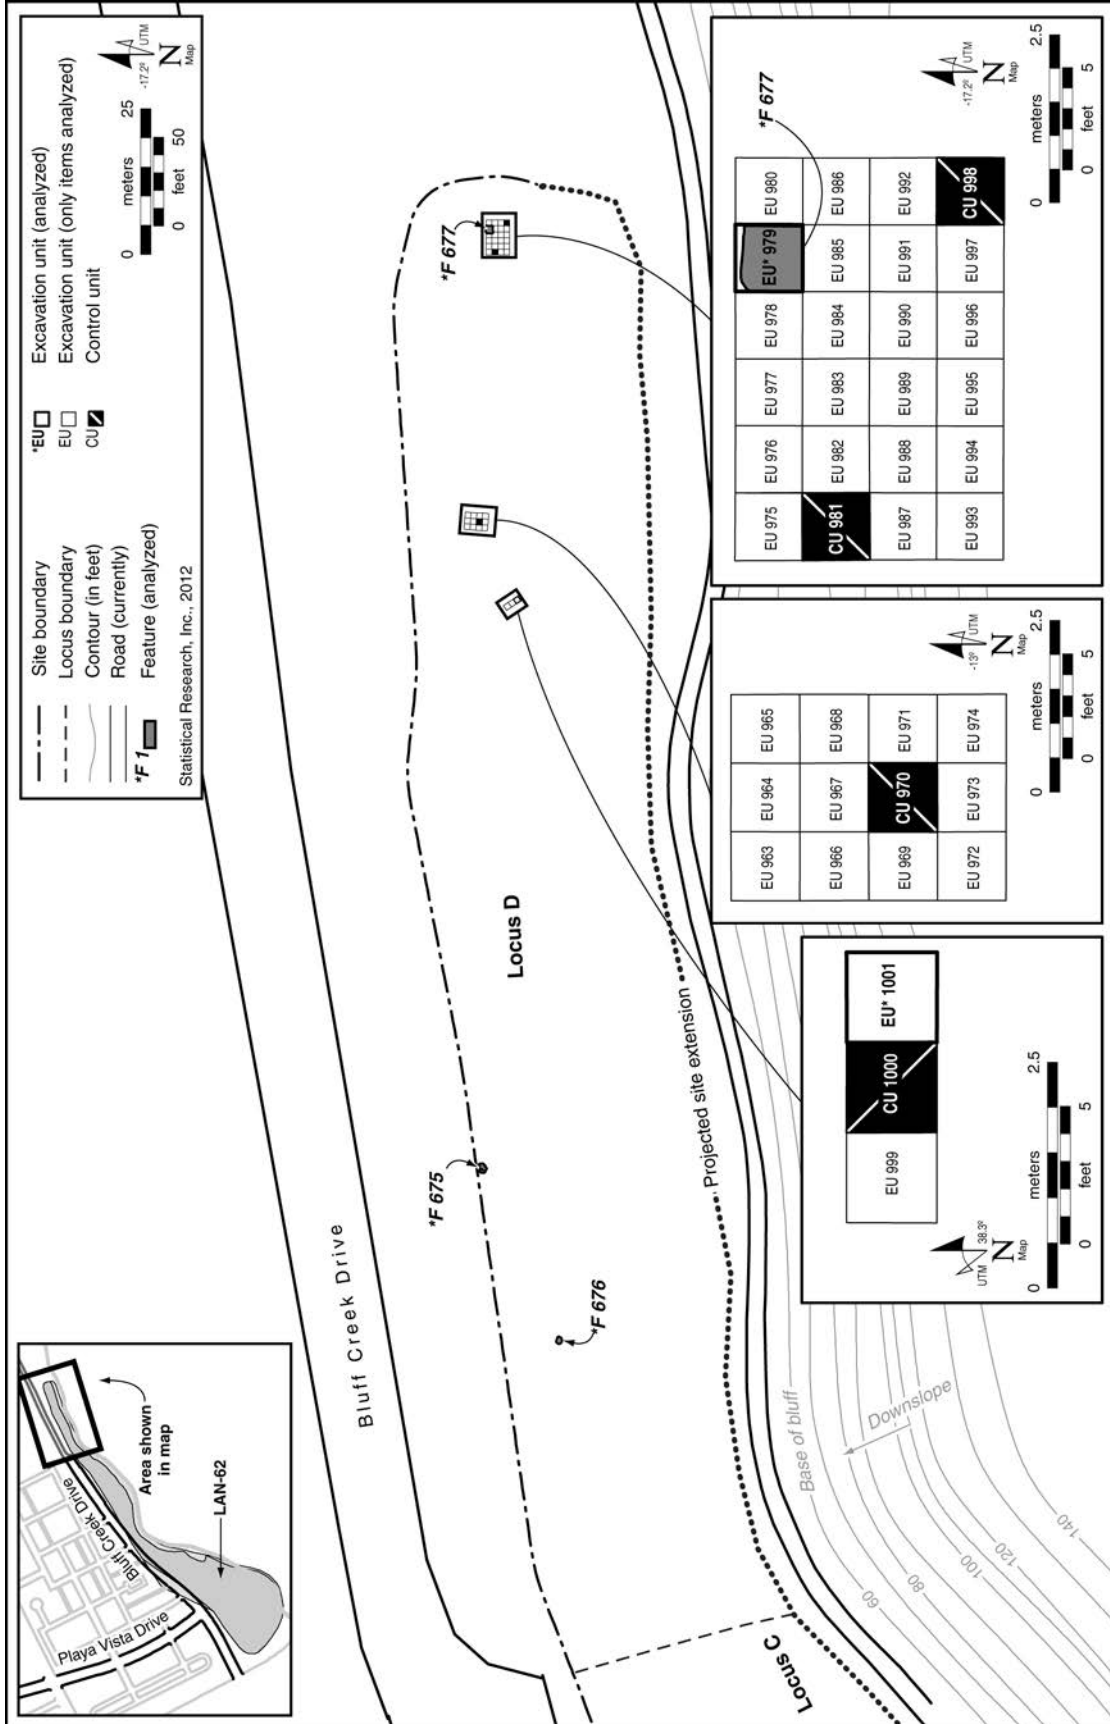 Site boundary
Locus boundary
Contour (in feet)
Road (currently)
*F 1
Feature (analyzed)
*EU
Excavation unit (analyzed)
EU
Excavation unit (only items analyzed)
CU
Control unit
0
meters
25
0
feet
50
-17.2º
UTM
N
Map
Statistical Research, Inc., 2012
Playa Vista Drive
Bluff Creek Drive
Area shown
in map
LAN-62
Bluff Creek Drive
*F 675
*F 676
*F 677
Locus D
Locus C
Projected site extension
Base of bluff
Downslope
60
80
100
120
140
EU 999
CU 1000
EU* 1001
UTM
38.3º
N
Map
0
meters
2.5
0
feet
5
EU 963
EU 964
EU 965
EU 966
EU 967
EU 968
EU 969
CU 970
EU 971
EU 972
EU 973
EU 974
-13º
UTM
N
Map
0
meters
2.5
0
feet
5
EU 975
EU 976
EU 977
EU 978
EU* 979
EU 980
CU 981
EU 982
EU 983
EU 984
EU 985
EU 986
EU 987
EU 988
EU 989
EU 990
EU 991
EU 992
EU 993
EU 994
EU 995
EU 996
EU 997
CU 998
*F 677
-17.2º
UTM
N
Map
0
meters
2.5
0
feet
5